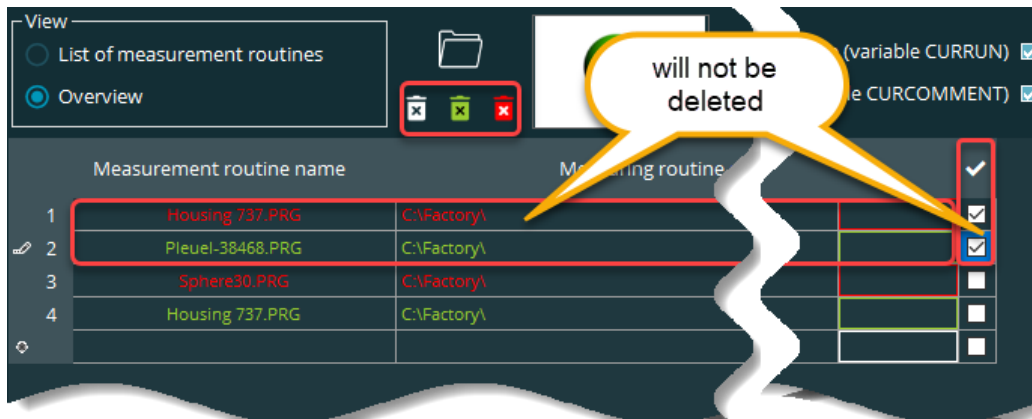 View
List of measurement routines
Overview
will not be
deleted
(variable CURRUN)
CURCOMMENT)
Measurement routine name
routine
1 Housing 737.PRG C:\Factory\
2 Pleuel-38468.PRG C:\Factory\
3 Sphere30.PRG C:\Factory\
4 Housing 737.PRG C:\Factory\